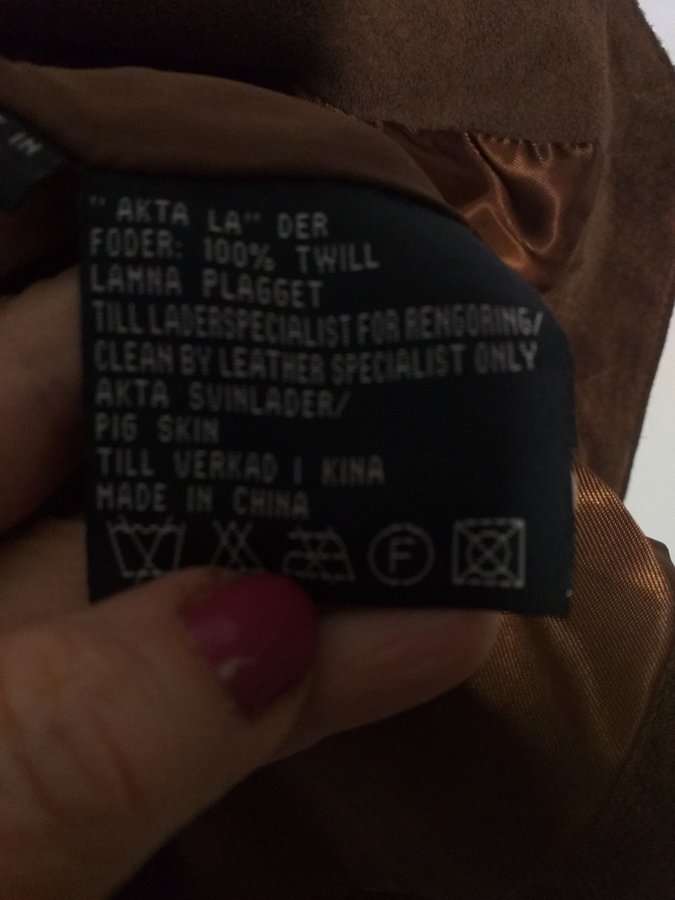 IN
"AKTA LA" DER
FODER: 100% TWILL
LAMNA PLAGGET
TILL LADERSPECIALIST FOR RENGORING/
CLEAN BY LEATHER SPECIALIST ONLY
AKTA SVINLADER/
PIG SKIN
TILL VERKAD I KINA
MADE IN CHINA
F